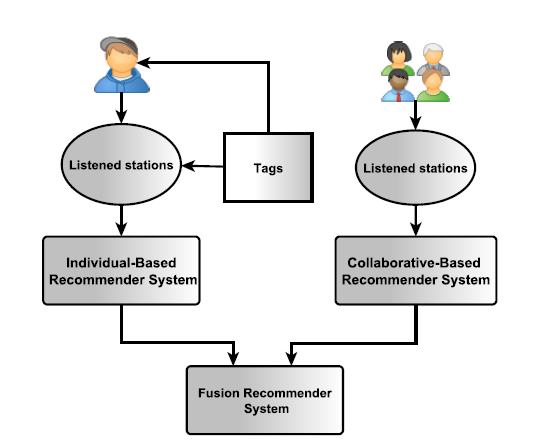 Listened stations
Tags
Listened stations
Individual-Based
Recommender System
Collaborative-Based
Recommender System
Fusion Recommender
System